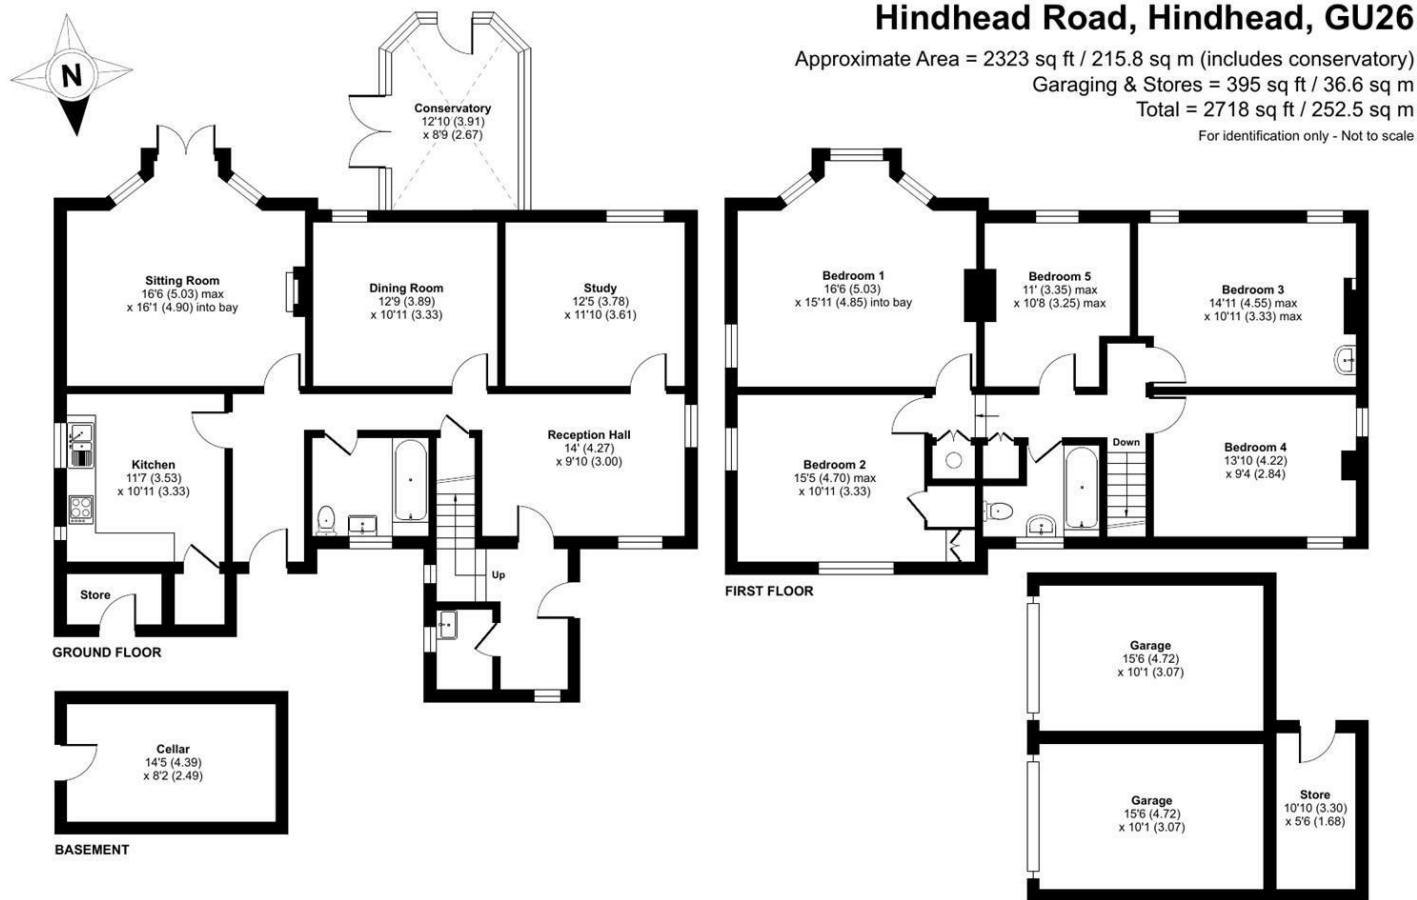 Hindhead Road, Hindhead, GU26
Approximate Area = 2323 sq ft / 215.8 sq m (includes conservatory)
Garaging & Stores = 395 sq ft / 36.6 sq m
Total = 2718 sq ft / 252.5 sq m
For identification only - Not to scale
N
Conservatory
12'10 (3.91)
x 8'9 (2.67)
Sitting Room
16'6 (5.03) max
x 16'1 (4.90) into bay
Dining Room
12'9 (3.89)
x 10'11 (3.33)
Study
12'5 (3.78)
x 11'10 (3.61)
Kitchen
11'7 (3.53)
x 10'11 (3.33)
Reception Hall
14' (4.27)
x 9'10 (3.00)
Up
Store
GROUND FLOOR
Cellar
14'5 (4.39)
x 8'2 (2.49)
BASEMENT
Bedroom 1
16'6 (5.03)
x 15'11 (4.85) into bay
Bedroom 5
11' (3.35) max
x 10'8 (3.25) max
Bedroom 3
14'11 (4.55) max
x 10'11 (3.33) max
Bedroom 2
15'5 (4.70) max
x 10'11 (3.33)
Down
Bedroom 4
13'10 (4.22)
x 9'4 (2.84)
FIRST FLOOR
Garage
15'6 (4.72)
x 10'1 (3.07)
Garage
15'6 (4.72)
x 10'1 (3.07)
Store
10'10 (3.30)
x 5'6 (1.68)